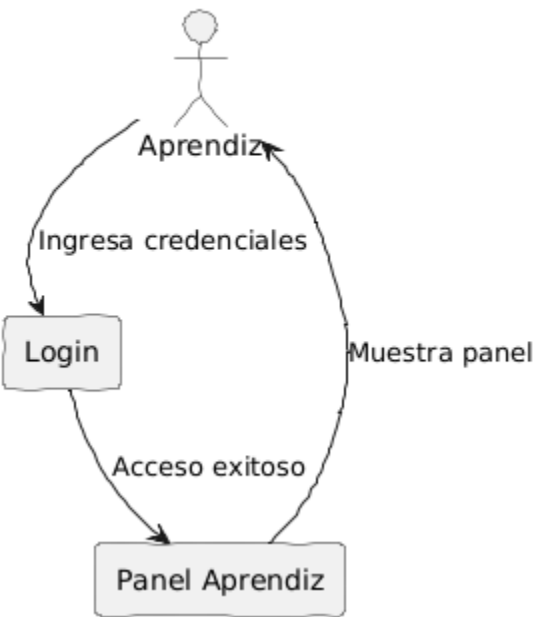 Aprendiz
Ingresa credenciales
Login
Muestra panel
Acceso exitoso
Panel Aprendiz